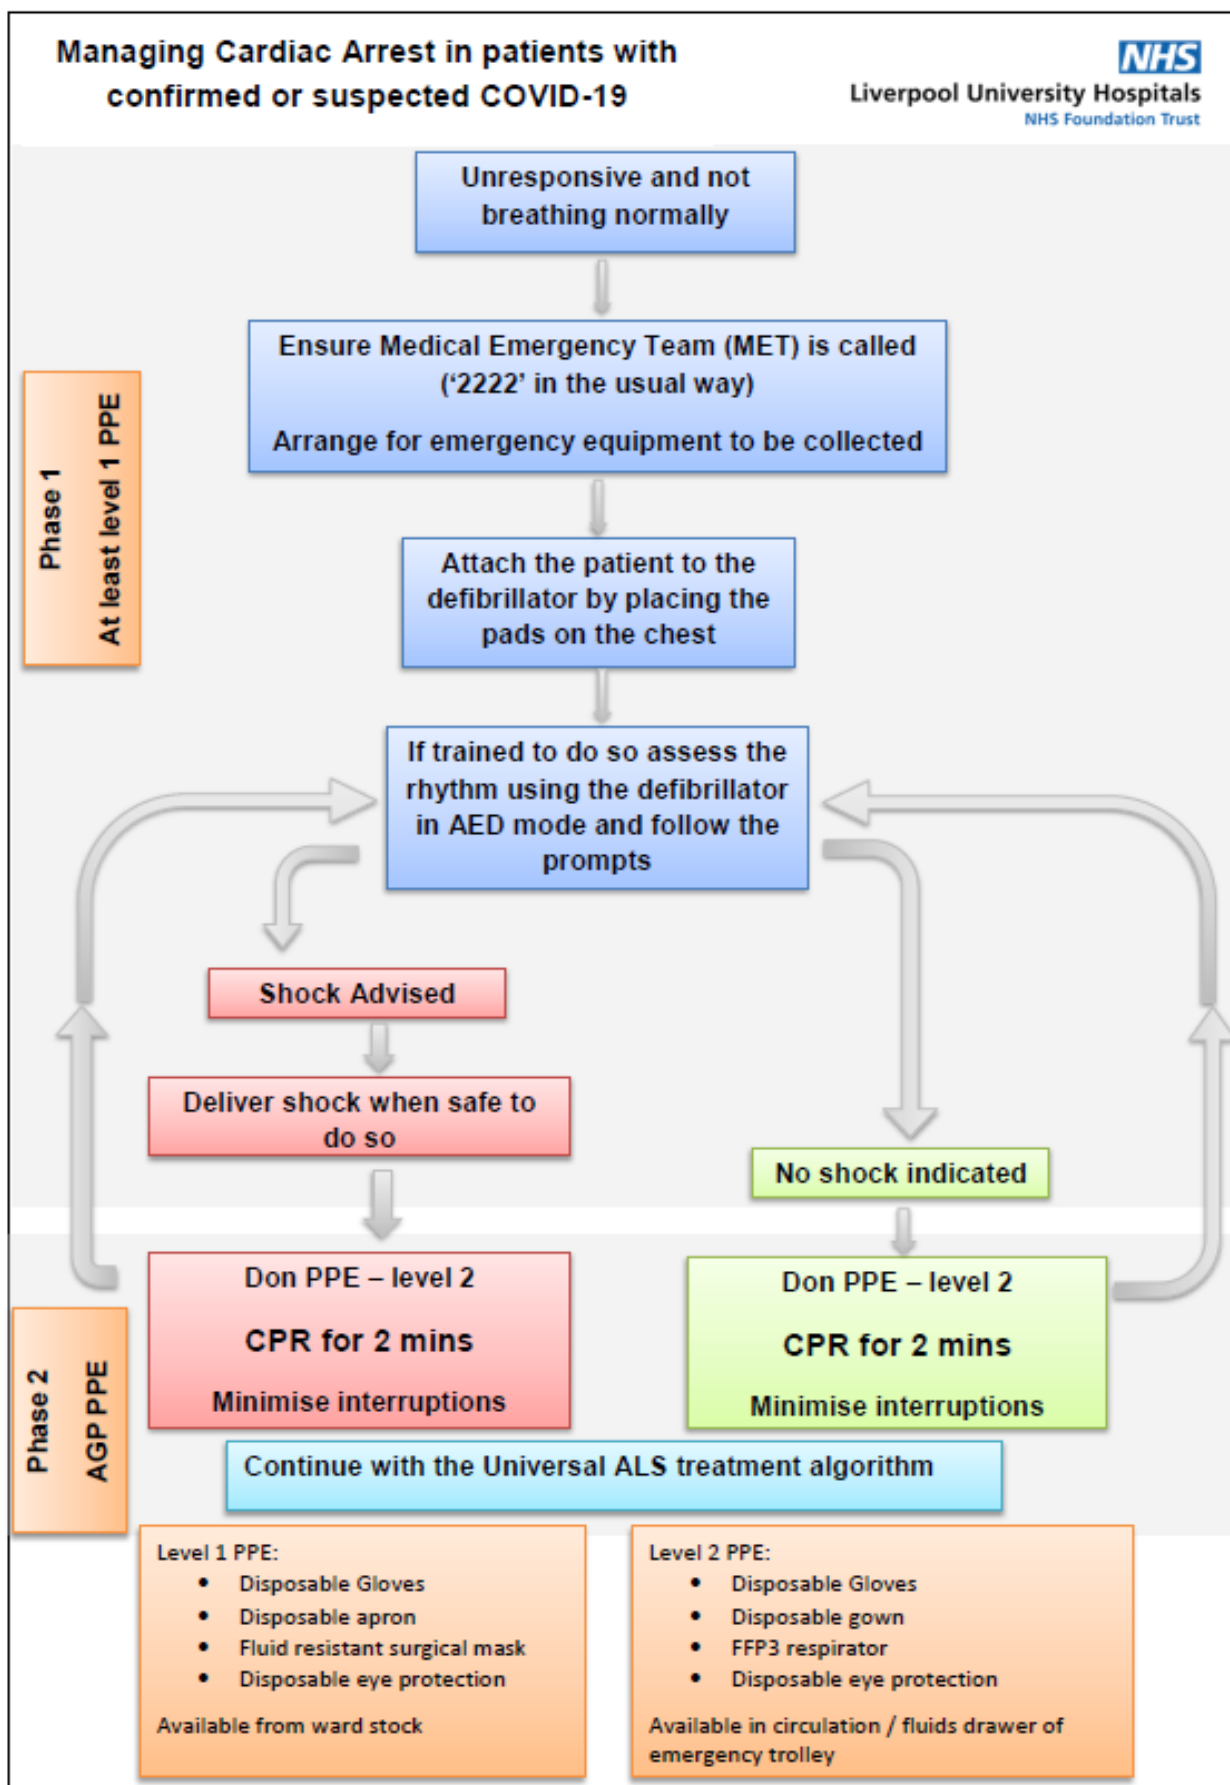 Managing Cardiac Arrest in patients with
confirmed or suspected COVID-19
NHS
Liverpool University Hospitals
NHS Foundation Trust
Unresponsive and not
breathing normally
Ensure Medical Emergency Team (MET) is called
(‘2222’ in the usual way)
Arrange for emergency equipment to be collected
Phase 1
At least level 1 PPE
Attach the patient to the
defibrillator by placing the
pads on the chest
If trained to do so assess the
rhythm using the defibrillator
in AED mode and follow the
prompts
Shock Advised
Deliver shock when safe to
do so
No shock indicated
Phase 2
AGP PPE
Don PPE – level 2
CPR for 2 mins
Minimise interruptions
Don PPE – level 2
CPR for 2 mins
Minimise interruptions
Continue with the Universal ALS treatment algorithm
Level 1 PPE:
• Disposable Gloves
• Disposable apron
• Fluid resistant surgical mask
• Disposable eye protection
Available from ward stock
Level 2 PPE:
• Disposable Gloves
• Disposable gown
• FFP3 respirator
• Disposable eye protection
Available in circulation / fluids drawer of
emergency trolley